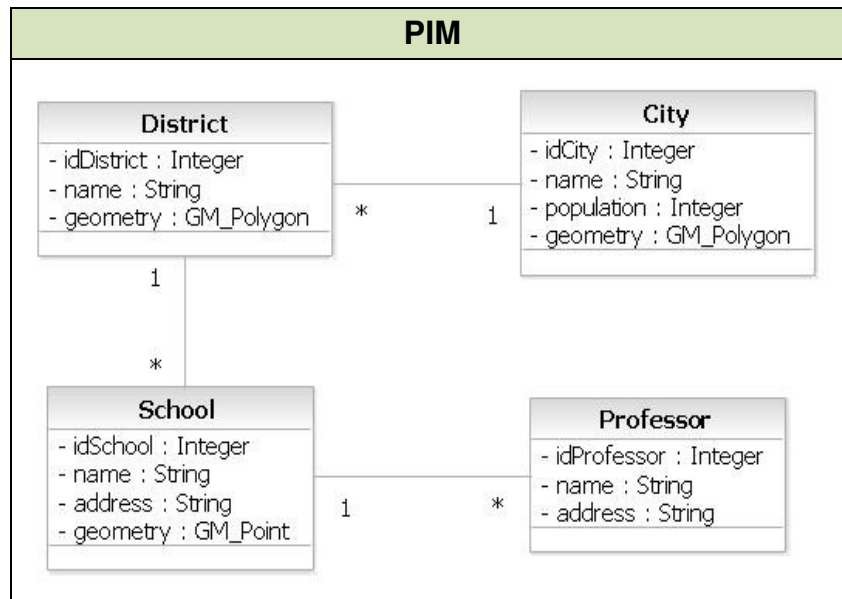 PIM
District
- idDistrict : Integer
- name : String
- geometry : GM_Polygon
City
- idCity : Integer
- name : String
- population : Integer
- geometry : GM_Polygon
*
1
1
*
School
- idSchool : Integer
- name : String
- address : String
- geometry : GM_Point
1
*
Professor
- idProfessor : Integer
- name : String
- address : String